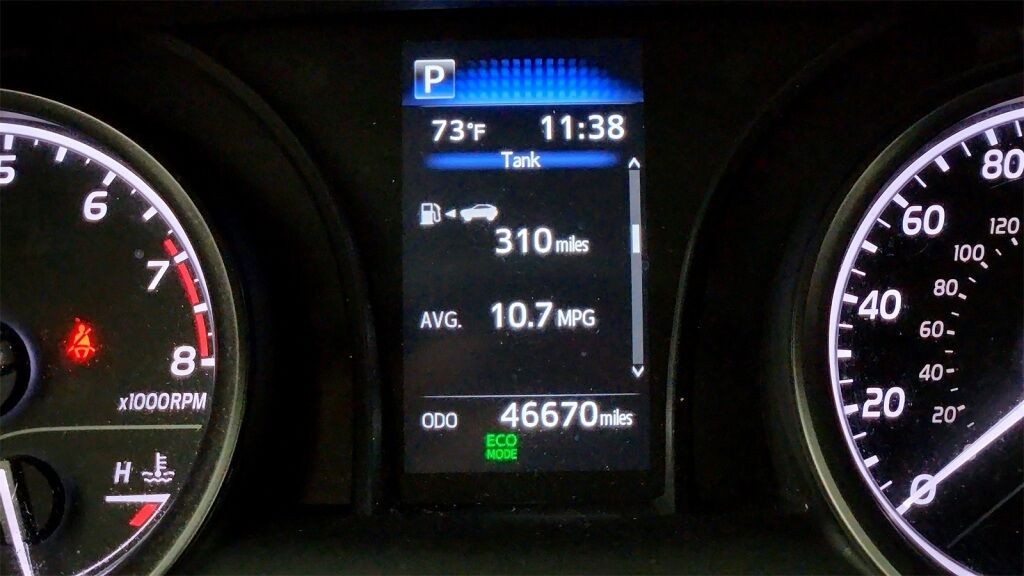 P
73°F 11:38
Tank
310 miles
AVG. 10.7 MPG
ODO 46670 miles
ECO
MODE
5
6
7
8
x1000RPM
H
80
60
40
20
0
120
100
80
60
40
20